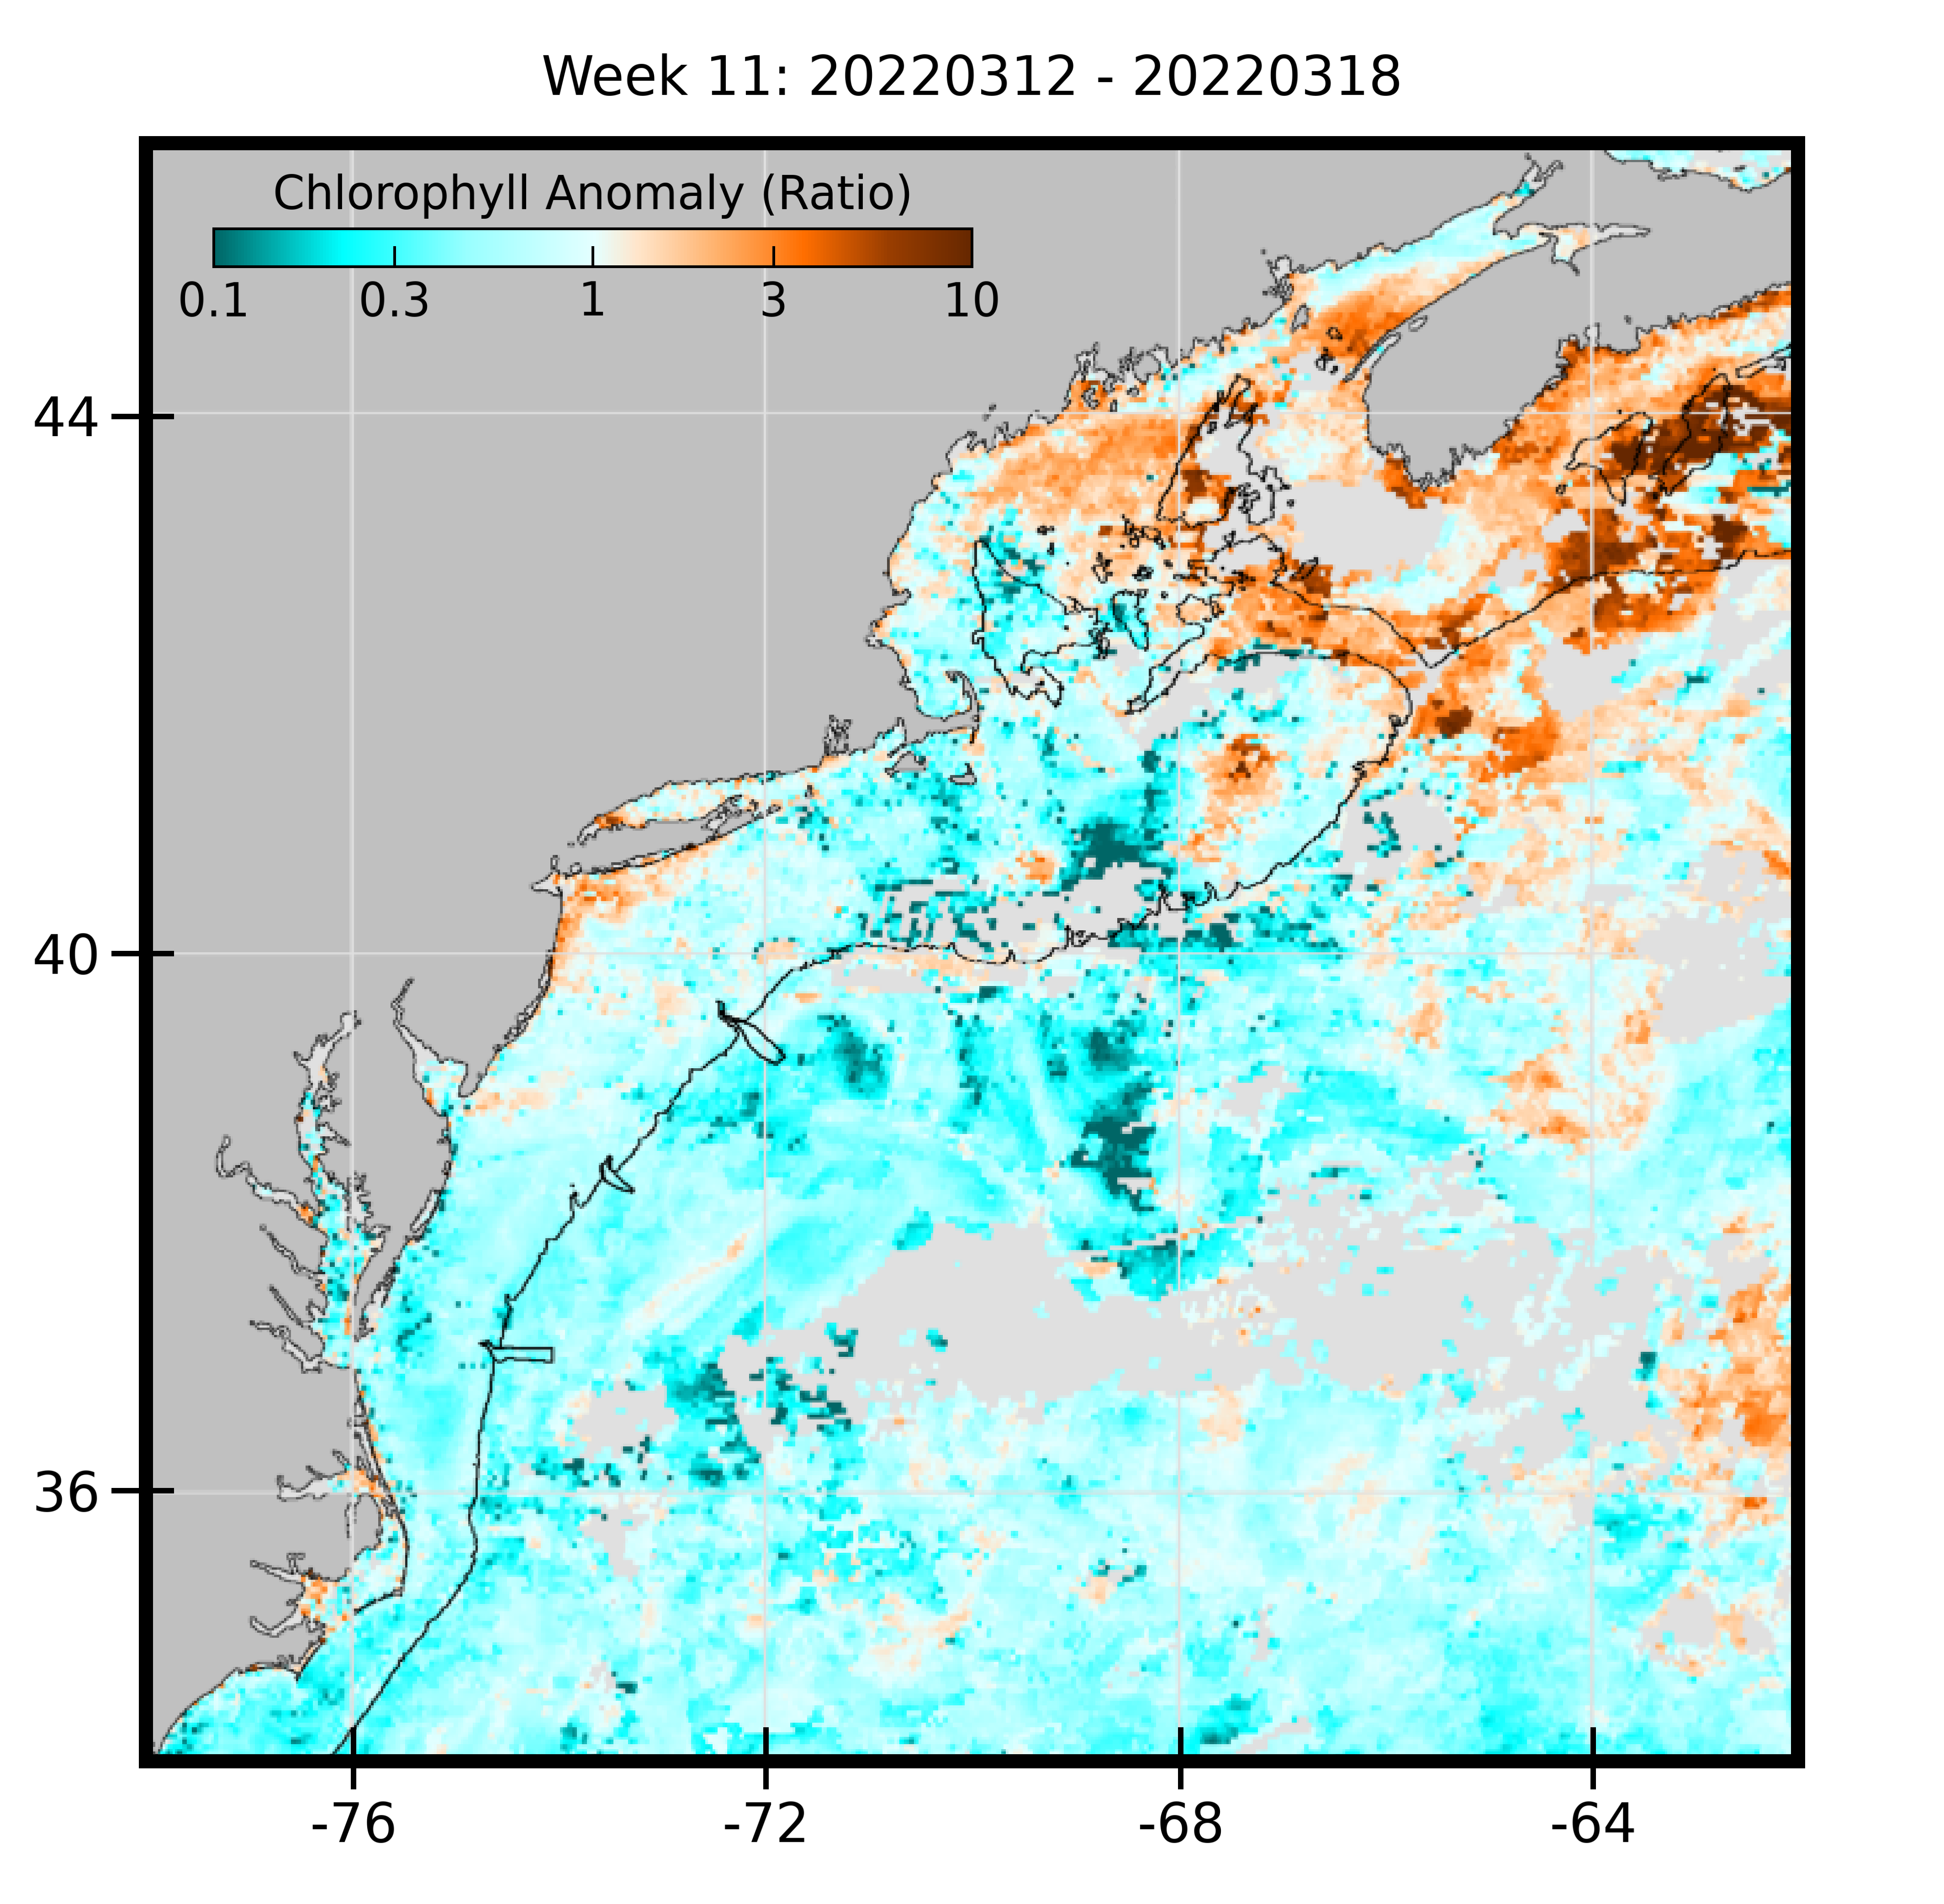 Week 11: 20220312 - 20220318
Chlorophyll Anomaly (Ratio)
0.1 0.3 1 3 10
44
40
36
-76 -72 -68 -64